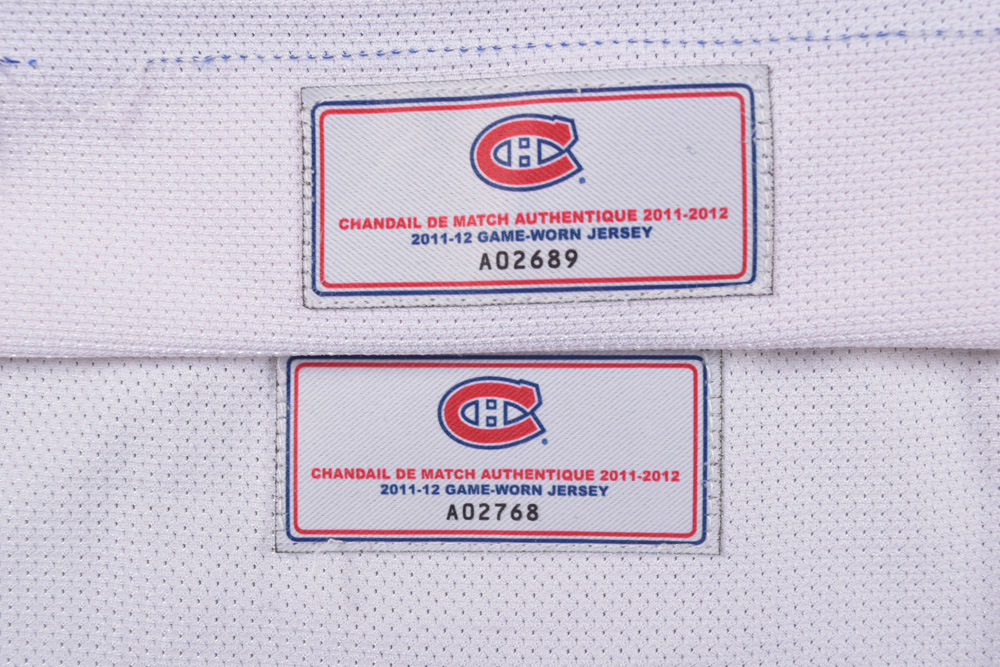 CHANDAIL DE MATCH AUTHENTIQUE 2011-2012
2011-12 GAME-WORN JERSEY
A02689
CHANDAIL DE MATCH AUTHENTIQUE 2011-2012
2011-12 GAME-WORN JERSEY
A02768